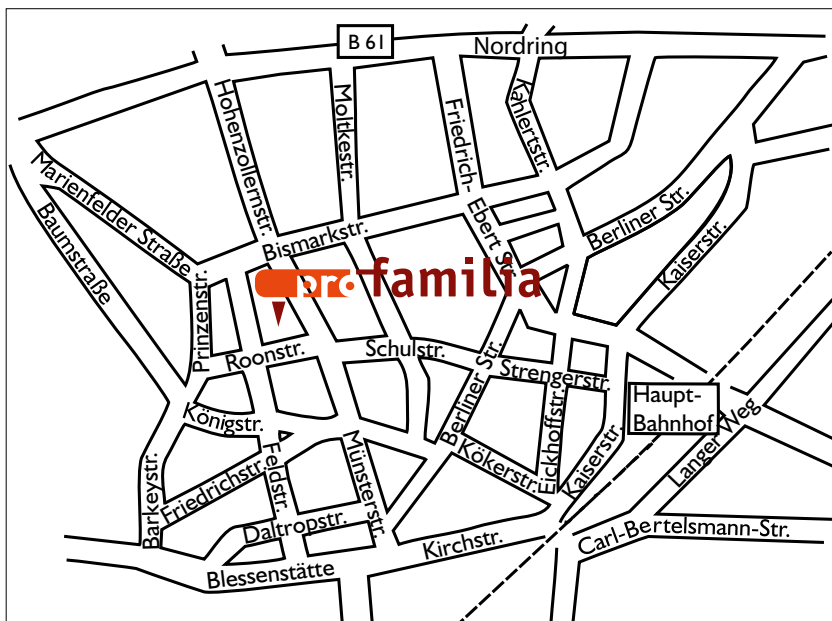 B 61
Nordring
Hohenzollernstr.
Moltkestr.
Friedrich-
Ebert Str.
Kahlertstr.
Marienfelder Straße
Baumstraße
Bismarkstr.
Berliner Str.
Kaiserstr.
pro familia
Prinzenstr.
Roonstr.
Schulstr.
Berliner Str.
Strengerstr.
Haupt-
Bahnhof
Königstr.
Eickhoffstr.
Kaiserstr.
Langer Weg
Kökerstr.
Münsterstr.
Feldstr.
Friedrichstr.
Barkeystr.
Daltropstr.
Kirchstr.
Carl-Bertelsmann-Str.
Blessenstätte